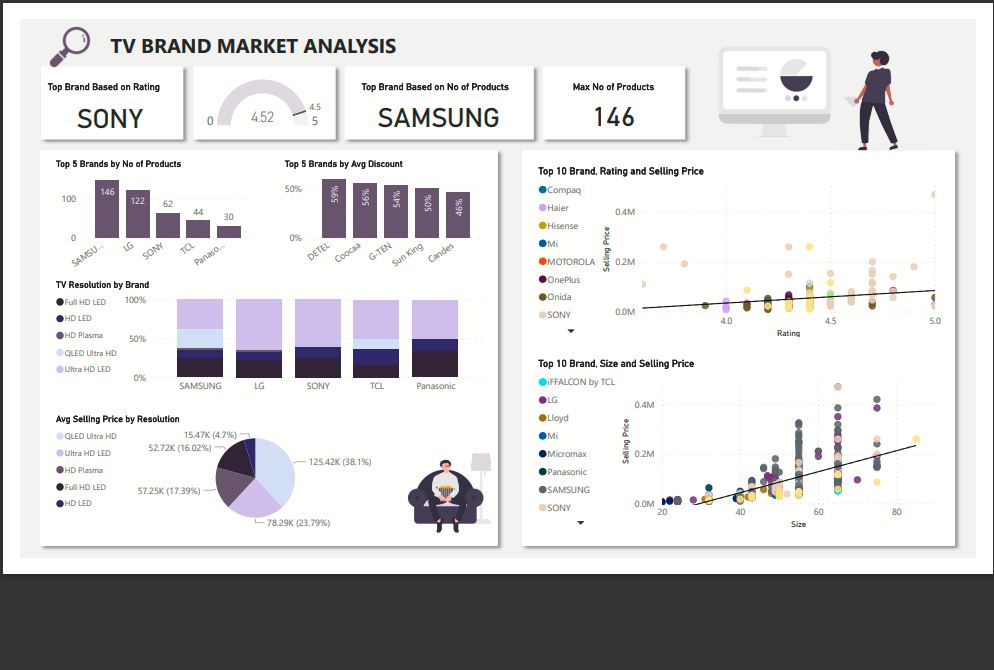 TV BRAND MARKET ANALYSIS
Top Brand Based on Rating
SONY
0
4.52
4.5
5
Top Brand Based on No of Products
SAMSUNG
Max No of Products
146
Top 5 Brands by No of Products
100
0
146
122
62
44
30
SAMSU...
LG
SONY
TCL
Panaso...
Top 5 Brands by Avg Discount
50%
0%
59%
56%
54%
50%
46%
DETEL
Coocaa
G-TEN
Sun King
Candes
TV Resolution by Brand
Full HD LED
HD LED
HD Plasma
QLED Ultra HD
Ultra HD LED
100%
50%
0%
SAMSUNG
LG
SONY
TCL
Panasonic
Avg Selling Price by Resolution
QLED Ultra HD
Ultra HD LED
HD Plasma
Full HD LED
HD LED
15.47K (4.7%)
52.72K (16.02%)
125.42K (38.1%)
57.25K (17.39%)
78.29K (23.79%)
Top 10 Brand, Rating and Selling Price
Compaq
Haier
Hisense
Mi
MOTOROLA
OnePlus
Onida
SONY
Selling Price
0.4M
0.2M
0.0M
4.0
4.5
5.0
Rating
Top 10 Brand, Size and Selling Price
iFFALCON by TCL
LG
Lloyd
Mi
Micromax
Panasonic
SAMSUNG
SONY
Selling Price
0.4M
0.2M
0.0M
20
40
60
80
Size